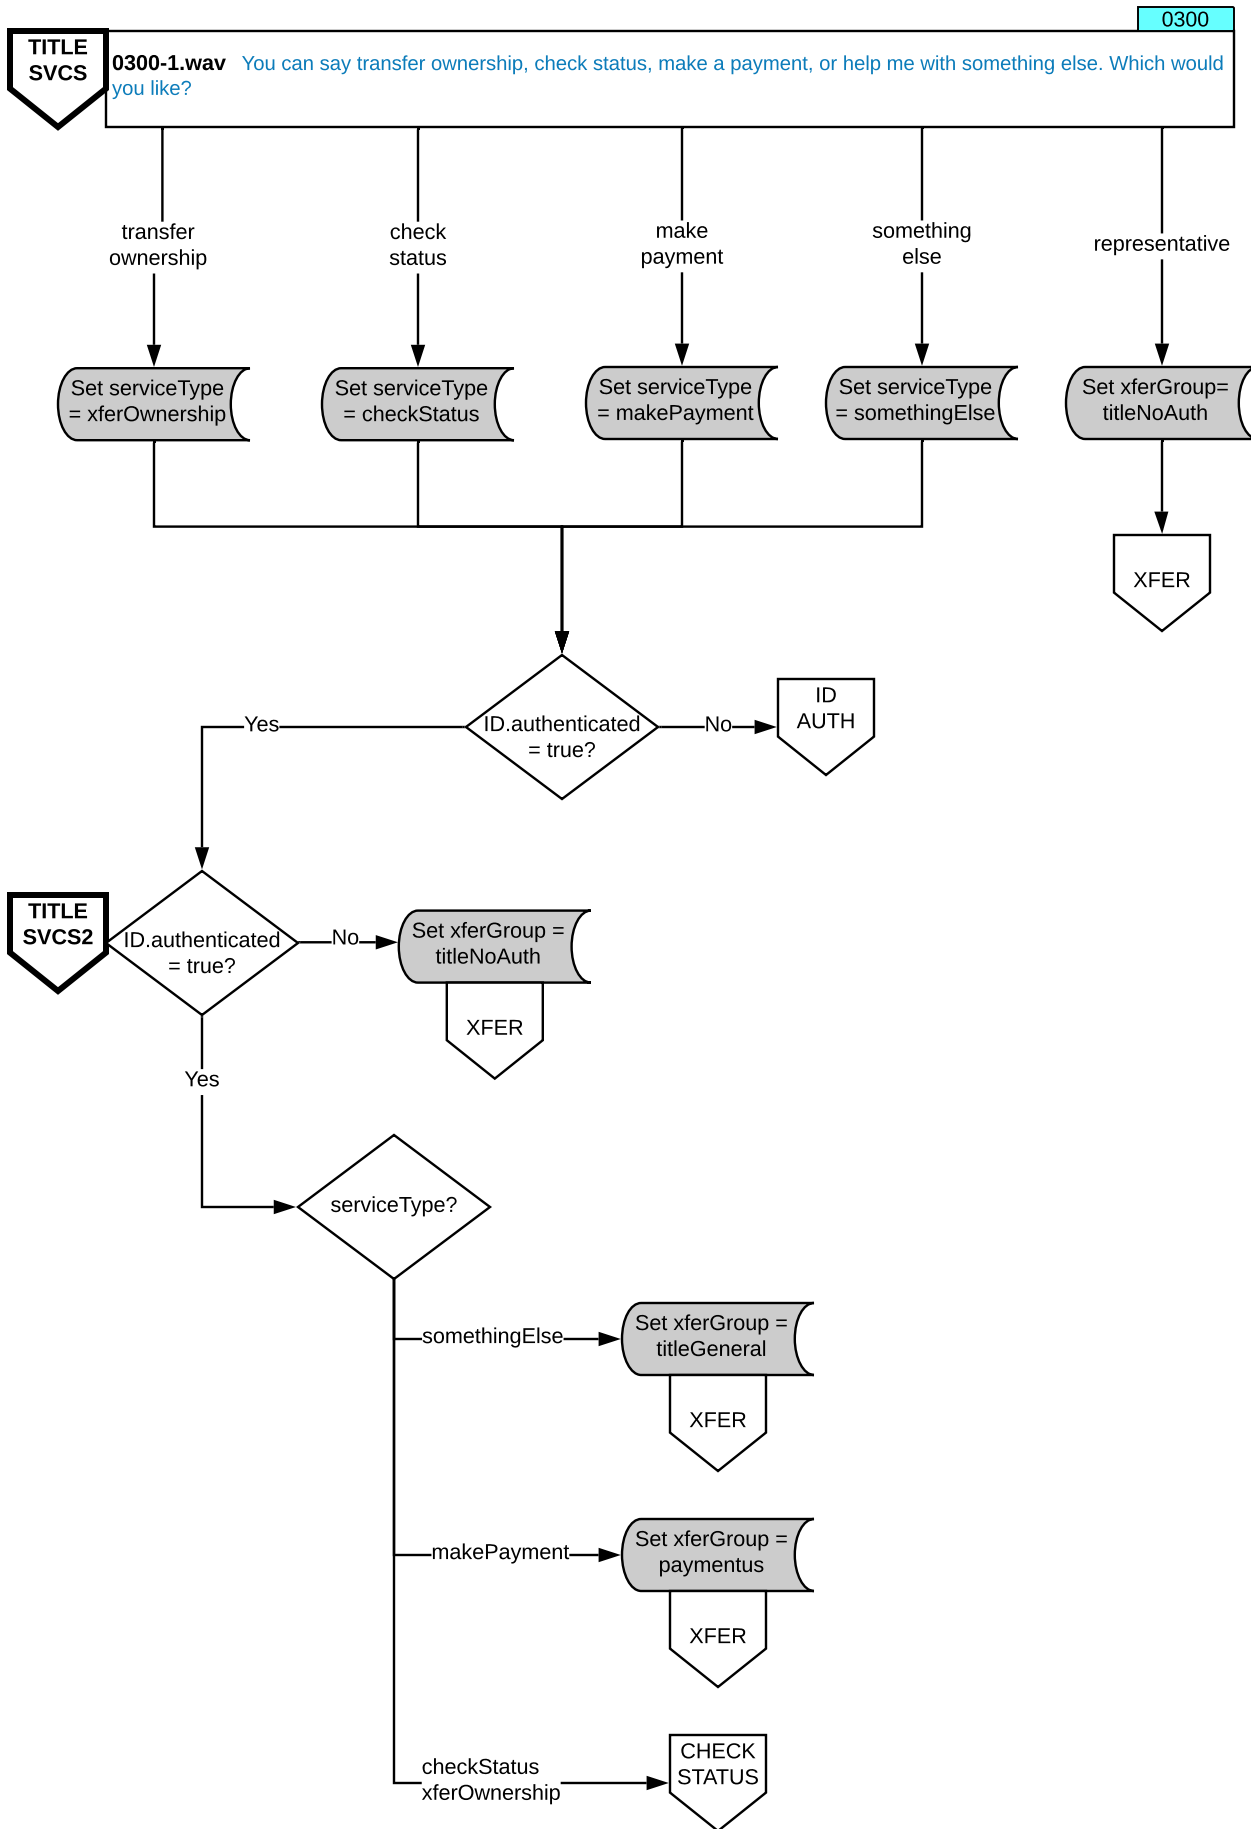 0300
TITLE
SVCS
0300-1.wav You can say transfer ownership, check status, make a payment, or help me with something else. Which would
you like?
transfer
ownership
check
status
make
payment
something
else
representative
Set serviceType
= xferOwnership
Set serviceType
= checkStatus
Set serviceType
= makePayment
Set serviceType
= somethingElse
Set xferGroup=
titleNoAuth
XFER
ID.authenticated
= true?
Yes
No
ID
AUTH
TITLE
SVCS2
ID.authenticated
= true?
No
Set xferGroup =
titleNoAuth
XFER
Yes
serviceType?
somethingElse
Set xferGroup =
titleGeneral
XFER
makePayment
Set xferGroup =
paymentus
XFER
checkStatus
xferOwnership
CHECK
STATUS